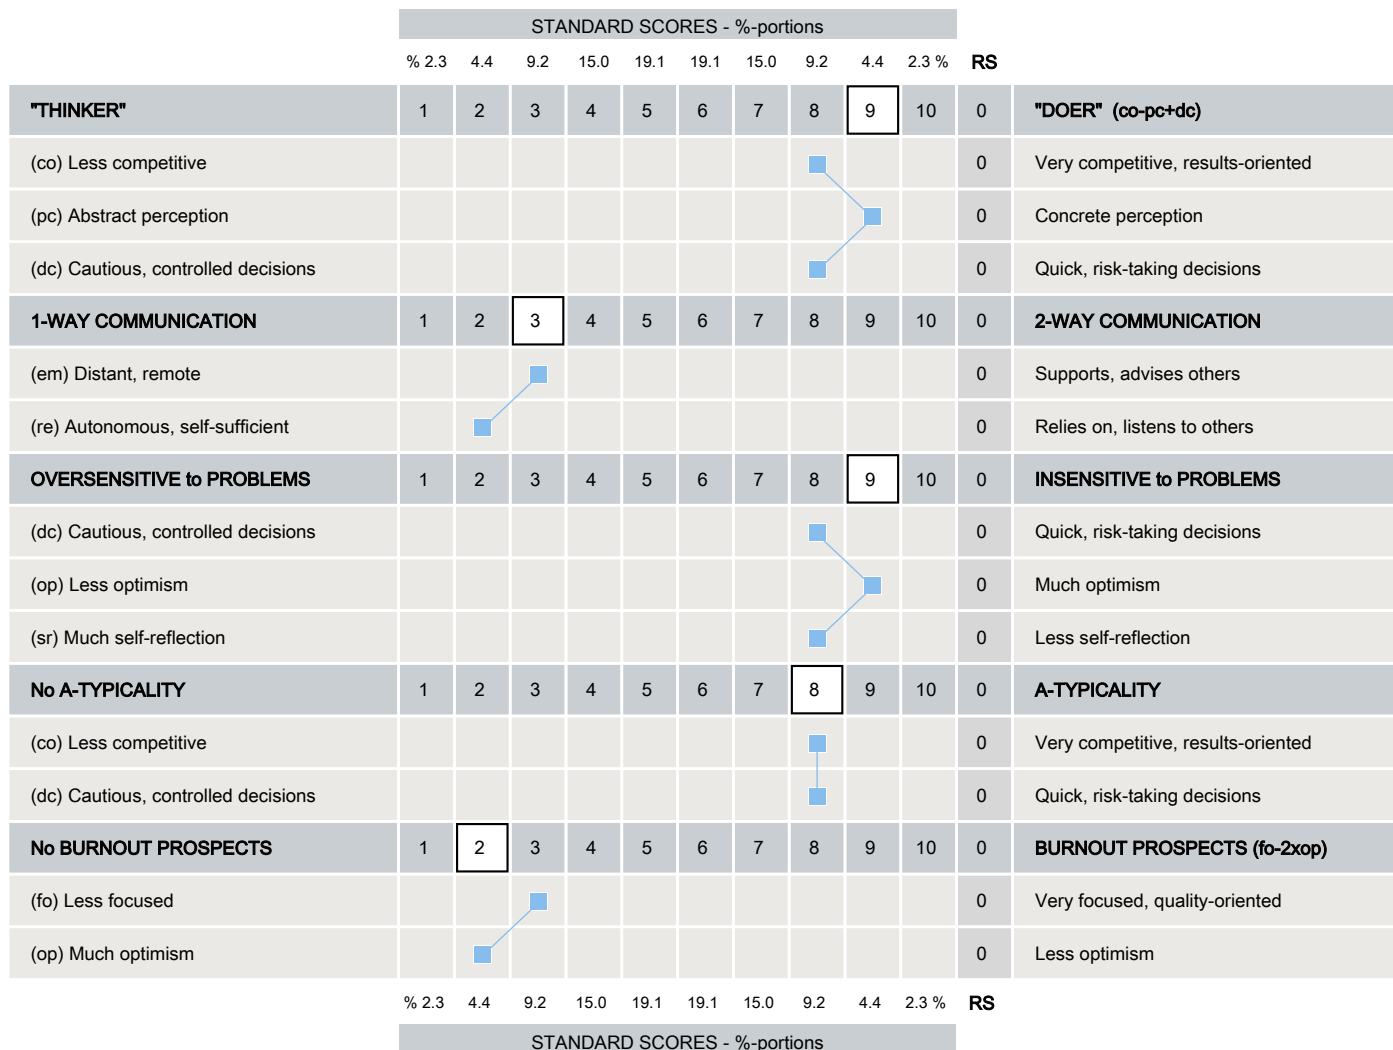 STANDARD SCORES - %-portions
% 2.3 4.4 9.2 15.0 19.1 19.1 15.0 9.2 4.4 2.3 % RS
"THINKER" 1 2 3 4 5 6 7 8 9 10 0 "DOER" (co-pc+dc)
(co) Less competitive 0 Very competitive, results-oriented
(pc) Abstract perception 0 Concrete perception
(dc) Cautious, controlled decisions 0 Quick, risk-taking decisions
1-WAY COMMUNICATION 1 2 3 4 5 6 7 8 9 10 0 2-WAY COMMUNICATION
(em) Distant, remote 0 Supports, advises others
(re) Autonomous, self-sufficient 0 Relies on, listens to others
OVERSENSITIVE to PROBLEMS 1 2 3 4 5 6 7 8 9 10 0 INSENSITIVE to PROBLEMS
(dc) Cautious, controlled decisions 0 Quick, risk-taking decisions
(op) Less optimism 0 Much optimism
(sr) Much self-reflection 0 Less self-reflection
No A-TYPICALITY 1 2 3 4 5 6 7 8 9 10 0 A-TYPICALITY
(co) Less competitive 0 Very competitive, results-oriented
(dc) Cautious, controlled decisions 0 Quick, risk-taking decisions
No BURNOUT PROSPECTS 1 2 3 4 5 6 7 8 9 10 0 BURNOUT PROSPECTS (fo-2xop)
(fo) Less focused 0 Very focused, quality-oriented
(op) Much optimism 0 Less optimism
% 2.3 4.4 9.2 15.0 19.1 19.1 15.0 9.2 4.4 2.3 % RS
STANDARD SCORES - %-portions